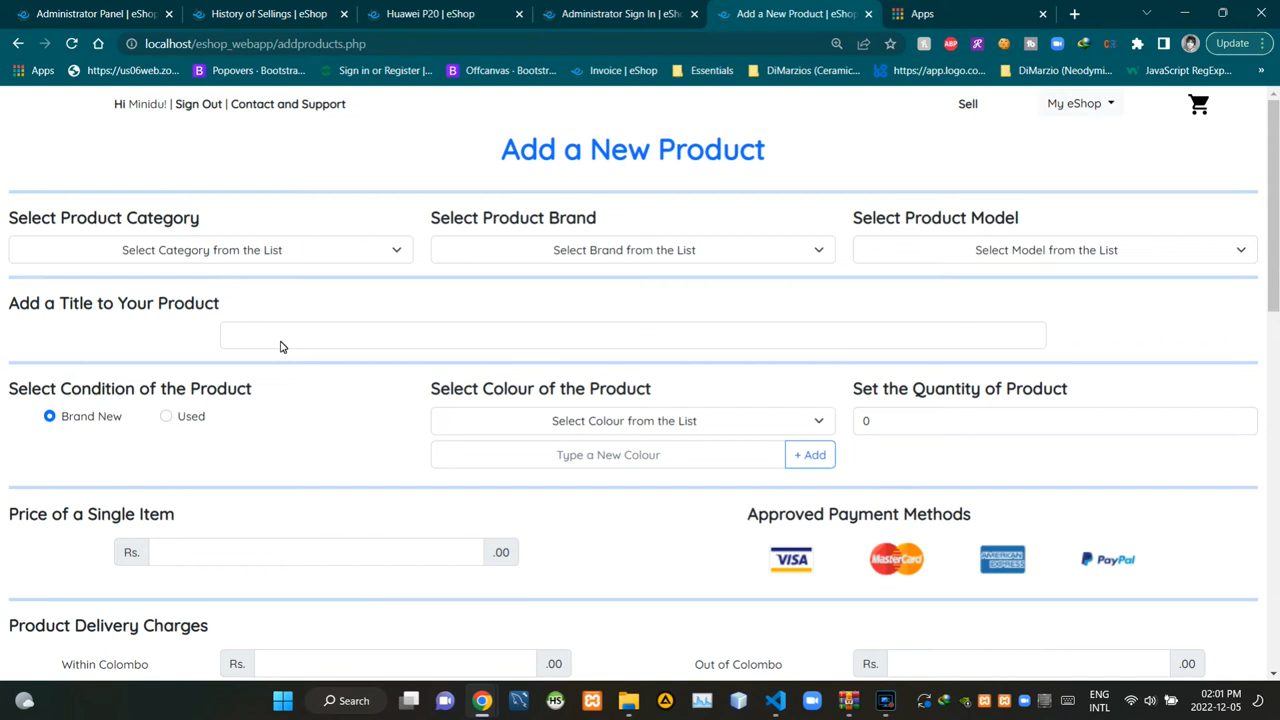 Administrator Panel | eSho
History of Sellings | eShop
Huawei P20 | eShop
Administrator Sign In | eSh
Add a New Product | eShop
Apps
localhost/eshop_webapp/addproducts.php
Update
Apps
https://us06web.zo...
Popovers · Bootstra...
Sign in or Register |...
Offcanvas · Bootstr...
Invoice | eShop
Essentials
DiMarzios (Ceramic...
https://app.logo.co...
DiMarzio (Neodymi...
JavaScript RegExp...
Hi Minidu! | Sign Out | Contact and Support
Sell
My eShop
Add a New Product
Select Product Category
Select Product Brand
Select Product Model
Select Category from the List
Select Brand from the List
Select Model from the List
Add a Title to Your Product
Select Condition of the Product
Select Colour of the Product
Set the Quantity of Product
Brand New
Used
Select Colour from the List
0
Type a New Colour
+ Add
Price of a Single Item
Approved Payment Methods
Rs.
.00
VISA
MasterCard
AMERICAN EXPRESS
PayPal
Product Delivery Charges
Within Colombo
Rs.
.00
Out of Colombo
Rs.
.00
Search
ENG
INTL
02:01 PM
2022-12-05